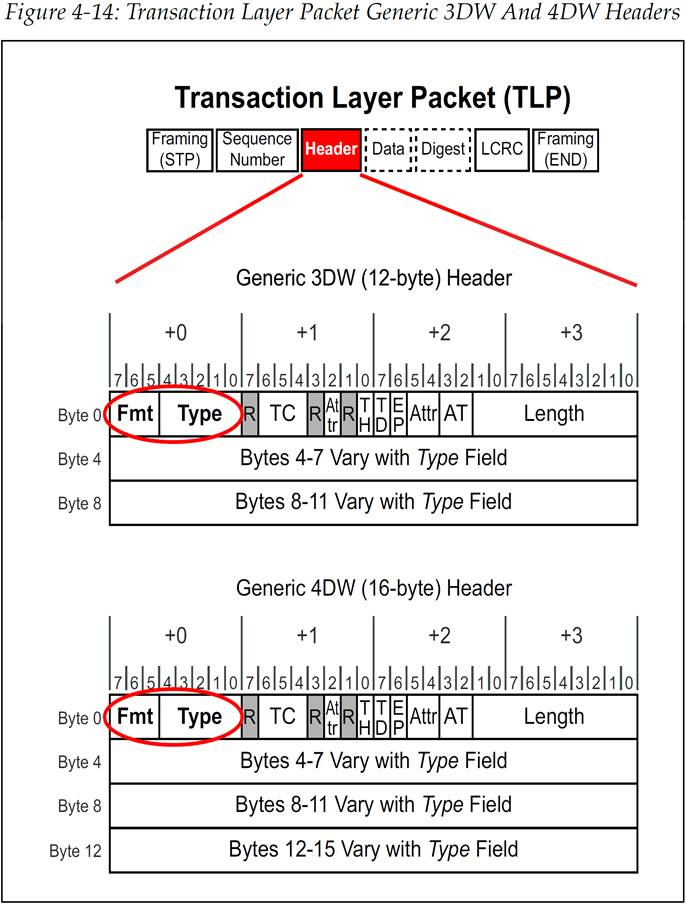 Figure 4-14: Transaction Layer Packet Generic 3DW And 4DW Headers
Transaction Layer Packet (TLP)
Framing (STP) Sequence Number Header Data Digest LCRC Framing (END)
Generic 3DW (12-byte) Header
+0 +1 +2 +3
7 6 5 4 3 2 1 0 7 6 5 4 3 2 1 0 7 6 5 4 3 2 1 0 7 6 5 4 3 2 1 0
Byte 0 Fmt Type R TC R Attr R TH TD EP Attr AT Length
Byte 4 Bytes 4-7 Vary with Type Field
Byte 8 Bytes 8-11 Vary with Type Field
Generic 4DW (16-byte) Header
+0 +1 +2 +3
7 6 5 4 3 2 1 0 7 6 5 4 3 2 1 0 7 6 5 4 3 2 1 0 7 6 5 4 3 2 1 0
Byte 0 Fmt Type R TC R Attr R TH TD EP Attr AT Length
Byte 4 Bytes 4-7 Vary with Type Field
Byte 8 Bytes 8-11 Vary with Type Field
Byte 12 Bytes 12-15 Vary with Type Field